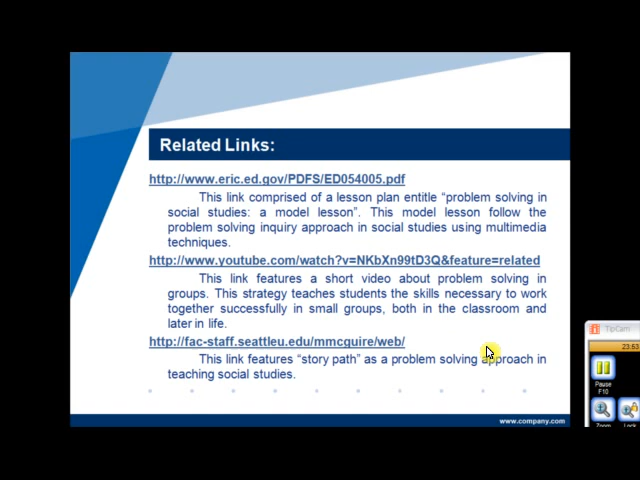 Related Links:
http://www.eric.ed.gov/PDFS/ED054005.pdf
This link comprised of a lesson plan entitle “problem solving in
social studies: a model lesson”. This model lesson follow the
problem solving inquiry approach in social studies using multimedia
techniques.
http://www.youtube.com/watch?v=NKbXn99tD3Q&feature=related
This link features a short video about problem solving in
groups. This strategy teaches students the skills necessary to work
together successfully in small groups, both in the classroom and
later in life.
http://fac-staff.seattleu.edu/mmcguire/web/
This link features “story path” as a problem solving approach in
teaching social studies.
www.company.com
TipCam
23:53
Pause
F10
Zoom
Lock